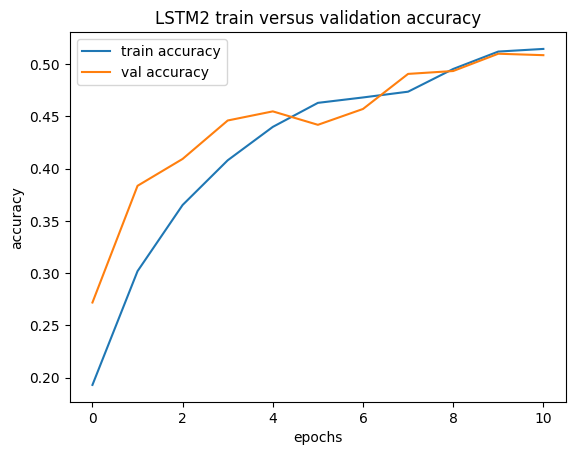 LSTM2 train versus validation accuracy
train accuracy
val accuracy
accuracy
0.50
0.45
0.40
0.35
0.30
0.25
0.20
0 2 4 6 8 10
epochs